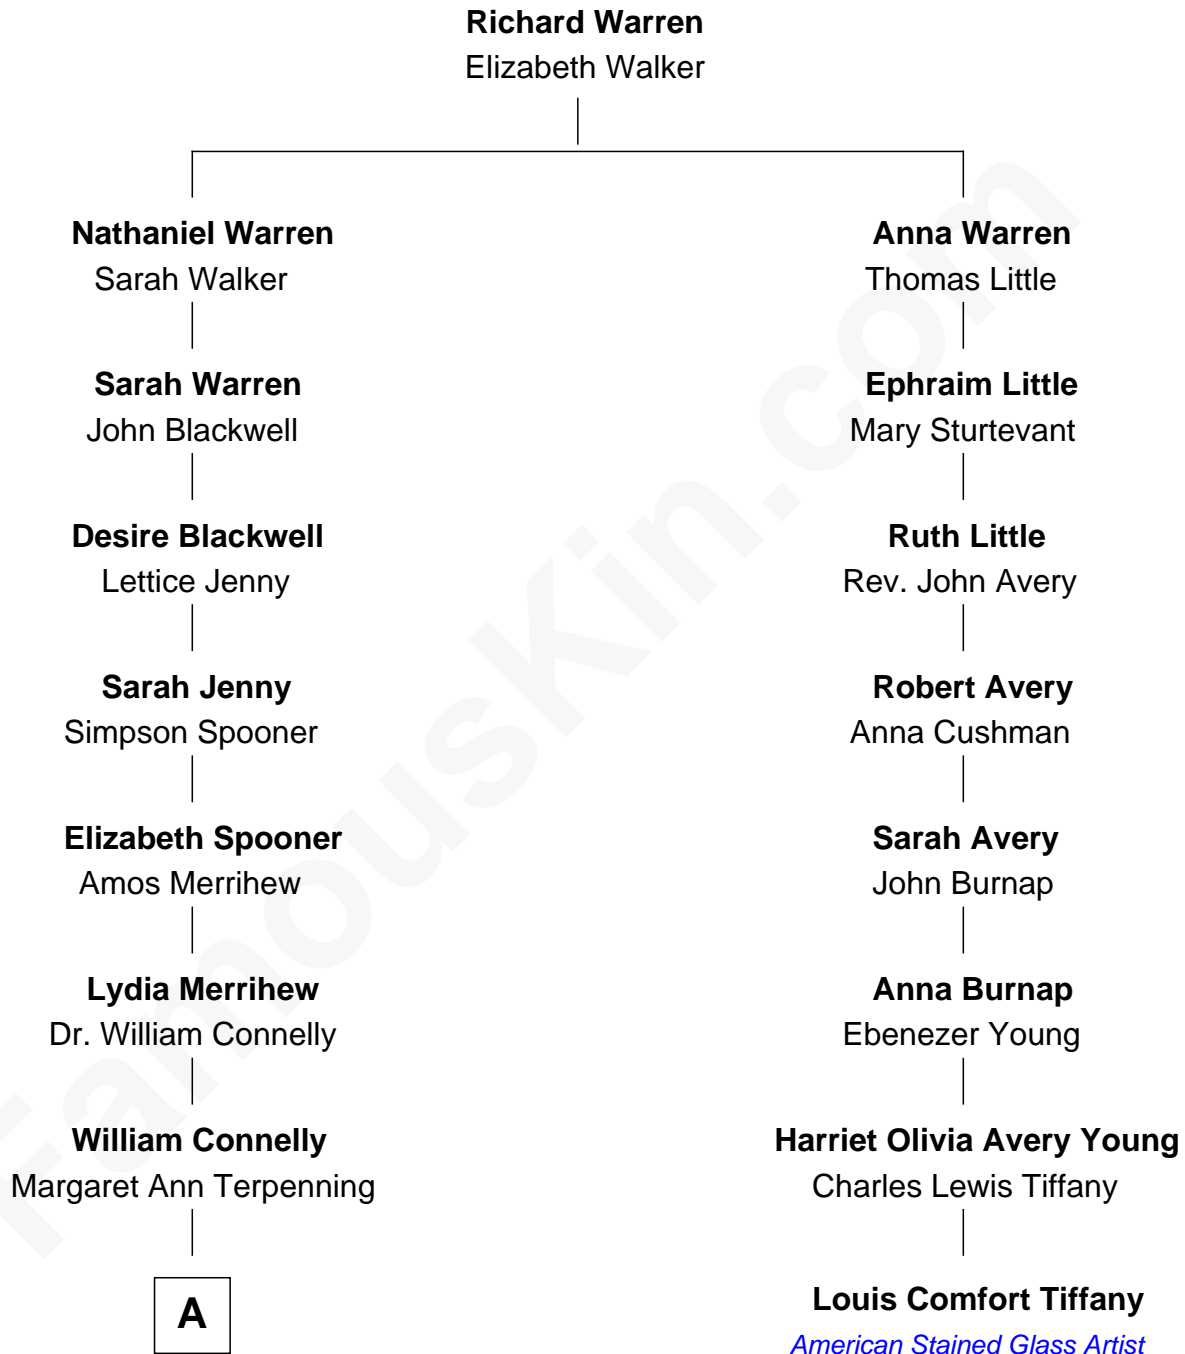 Richard Warren
Elizabeth Walker
Nathaniel Warren
Sarah Walker
Anna Warren
Thomas Little
Sarah Warren
John Blackwell
Ephraim Little
Mary Sturtevant
Desire Blackwell
Lettice Jenny
Ruth Little
Rev. John Avery
Sarah Jenny
Simpson Spooner
Robert Avery
Anna Cushman
Elizabeth Spooner
Amos Merrihew
Sarah Avery
John Burnap
Lydia Merrihew
Dr. William Connelly
Anna Burnap
Ebenezer Young
William Connelly
Margaret Ann Terpenning
Harriet Olivia Avery Young
Charles Lewis Tiffany
A
Louis Comfort Tiffany
American Stained Glass Artist
FamousKin.com